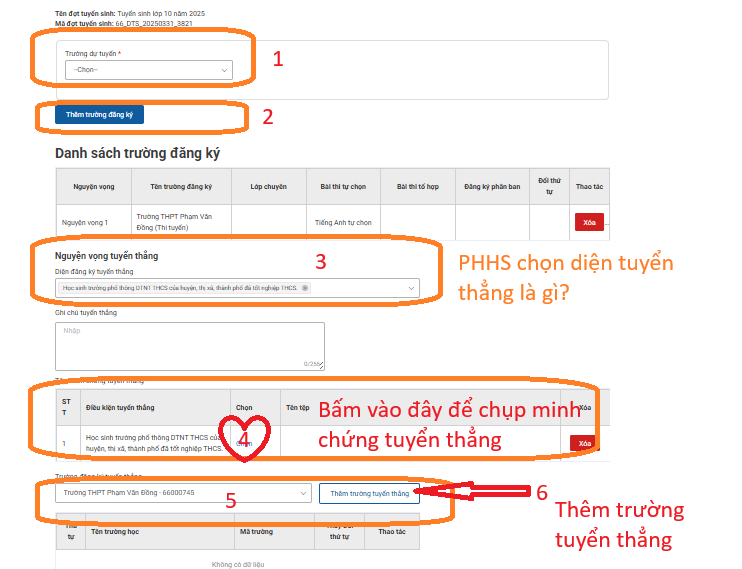 Tên đợt tuyển sinh: Tuyển sinh lớp 10 năm 2025
Mã đợt tuyển sinh: 66_DTS_20250331_3821
Trường dự tuyển *
--Chọn--
1
Thêm trường đăng ký
2
Danh sách trường đăng ký
Nguyện vọng Tên trường đăng ký Lớp chuyên Bài thi tự chọn Bài thi tổ hợp Đăng ký phân ban Đổi thứ tự Thao tác
Nguyện vọng 1 Trường THPT Phạm Văn Đồng (Thi tuyển) Tiếng Anh tự chọn Xóa
Nguyện vọng tuyển thẳng
3
Diện đăng ký tuyển thẳng
Học sinh trường phổ thông DTNT THCS của huyện, thị xã, thành phố đã tốt nghiệp THCS.
PHHS chọn diện tuyển
thẳng là gì?
Ghi chú tuyển thẳng
Nhập
0/255
STT Điều kiện tuyển thẳng Chọn Tên tệp Xóa
Bấm vào đây để chụp minh
chứng tuyển thẳng
4
1 Học sinh trường phổ thông DTNT THCS của huyện, thị xã, thành phố đã tốt nghiệp THCS. Chọn Xóa
Trường đăng ký tuyển thẳng
Trường THPT Phạm Văn Đồng - 66000745
5
Thêm trường tuyển thẳng
6
Thêm trường
tuyển thẳng
Thứ tự Tên trường học Mã trường Thay đổi thứ tự Thao tác
Không có dữ liệu